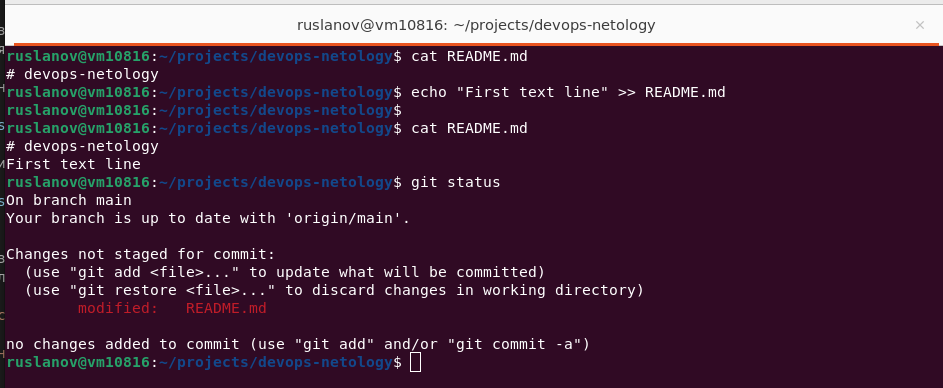 ruslanov@vm10816: ~/projects/devops-netology
ruslanov@vm10816:~/projects/devops-netology$ cat README.md
# devops-netology
ruslanov@vm10816:~/projects/devops-netology$ echo "First text line" >> README.md
ruslanov@vm10816:~/projects/devops-netology$
ruslanov@vm10816:~/projects/devops-netology$ cat README.md
# devops-netology
First text line
ruslanov@vm10816:~/projects/devops-netology$ git status
On branch main
Your branch is up to date with 'origin/main'.

Changes not staged for commit:
  (use "git add <file>..." to update what will be committed)
  (use "git restore <file>..." to discard changes in working directory)
        modified:   README.md

no changes added to commit (use "git add" and/or "git commit -a")
ruslanov@vm10816:~/projects/devops-netology$